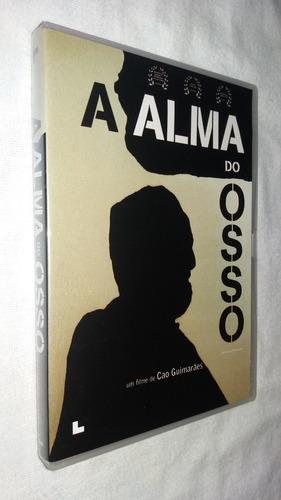 A ALMA
DO
OSSO
um filme de Cao Guimarães
A ALMA DO OSSO